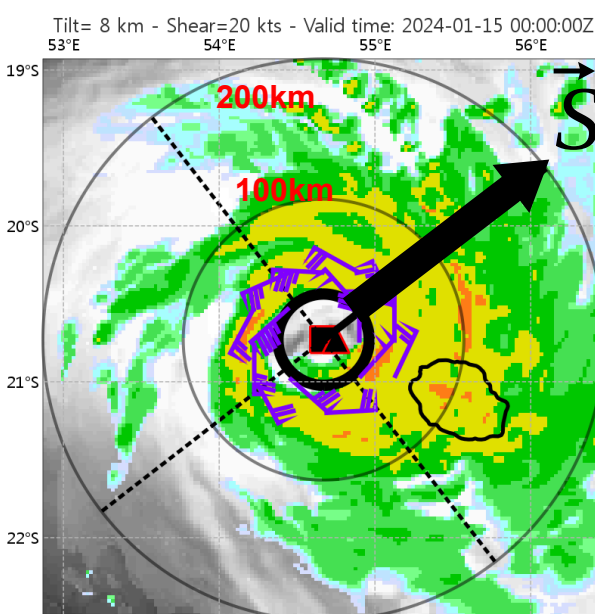 Tilt= 8 km - Shear=20 kts - Valid time: 2024-01-15 00:00:00Z
53°E 54°E 55°E 56°E
19°S
S
200km
100km
20°S
21°S
22°S